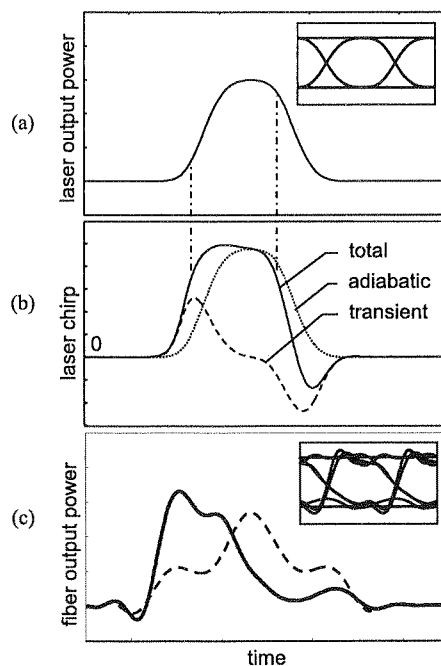 (a)
laser output power
(b)
laser chirp
0
total
adiabatic
transient
(c)
fiber output power
time